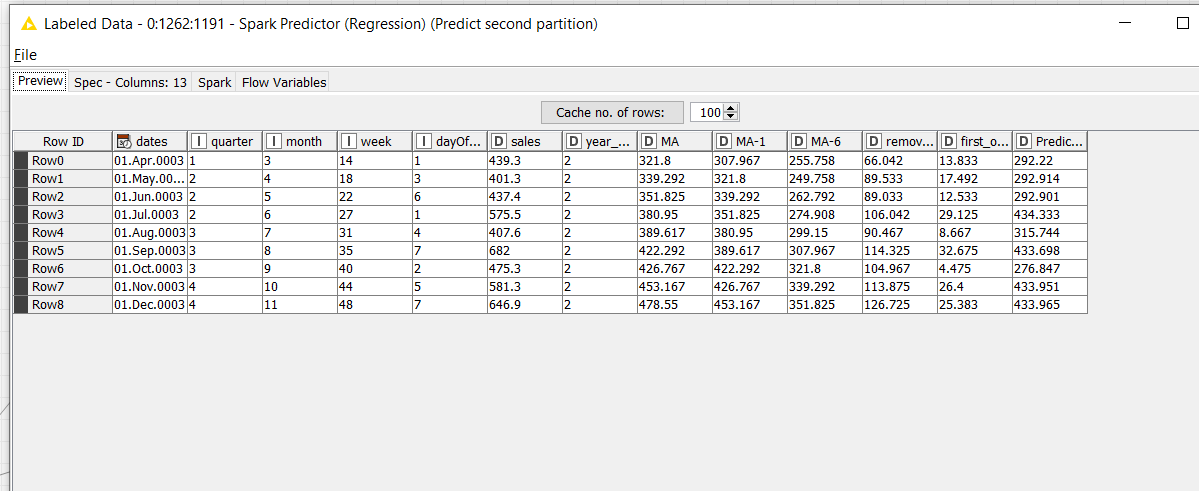 Labeled Data - 0:1262:1191 - Spark Predictor (Regression) (Predict second partition)
File
Preview Spec - Columns: 13 Spark Flow Variables
Cache no. of rows: 100
Row ID dates I quarter I month I week I dayOf... D sales D year_... D MA D MA-1 D MA-6 D remov... D first_o... D Predic...
Row0 01.Apr.0003 1 3 14 1 439.3 2 321.8 307.967 255.758 66.042 13.833 292.22
Row1 01.May.00... 2 4 18 3 401.3 2 339.292 321.8 249.758 89.533 17.492 292.914
Row2 01.Jun.0003 2 5 22 6 437.4 2 351.825 339.292 262.792 89.033 12.533 292.901
Row3 01.Jul.0003 2 6 27 1 575.5 2 380.95 351.825 274.908 106.042 29.125 434.333
Row4 01.Aug.0003 3 7 31 4 407.6 2 389.617 380.95 299.15 90.467 8.667 315.744
Row5 01.Sep.0003 3 8 35 7 682 2 422.292 389.617 307.967 114.325 32.675 433.698
Row6 01.Oct.0003 3 9 40 2 475.3 2 426.767 422.292 321.8 104.967 4.475 276.847
Row7 01.Nov.0003 4 10 44 5 581.3 2 453.167 426.767 339.292 113.875 26.4 433.951
Row8 01.Dec.0003 4 11 48 7 646.9 2 478.55 453.167 351.825 126.725 25.383 433.965